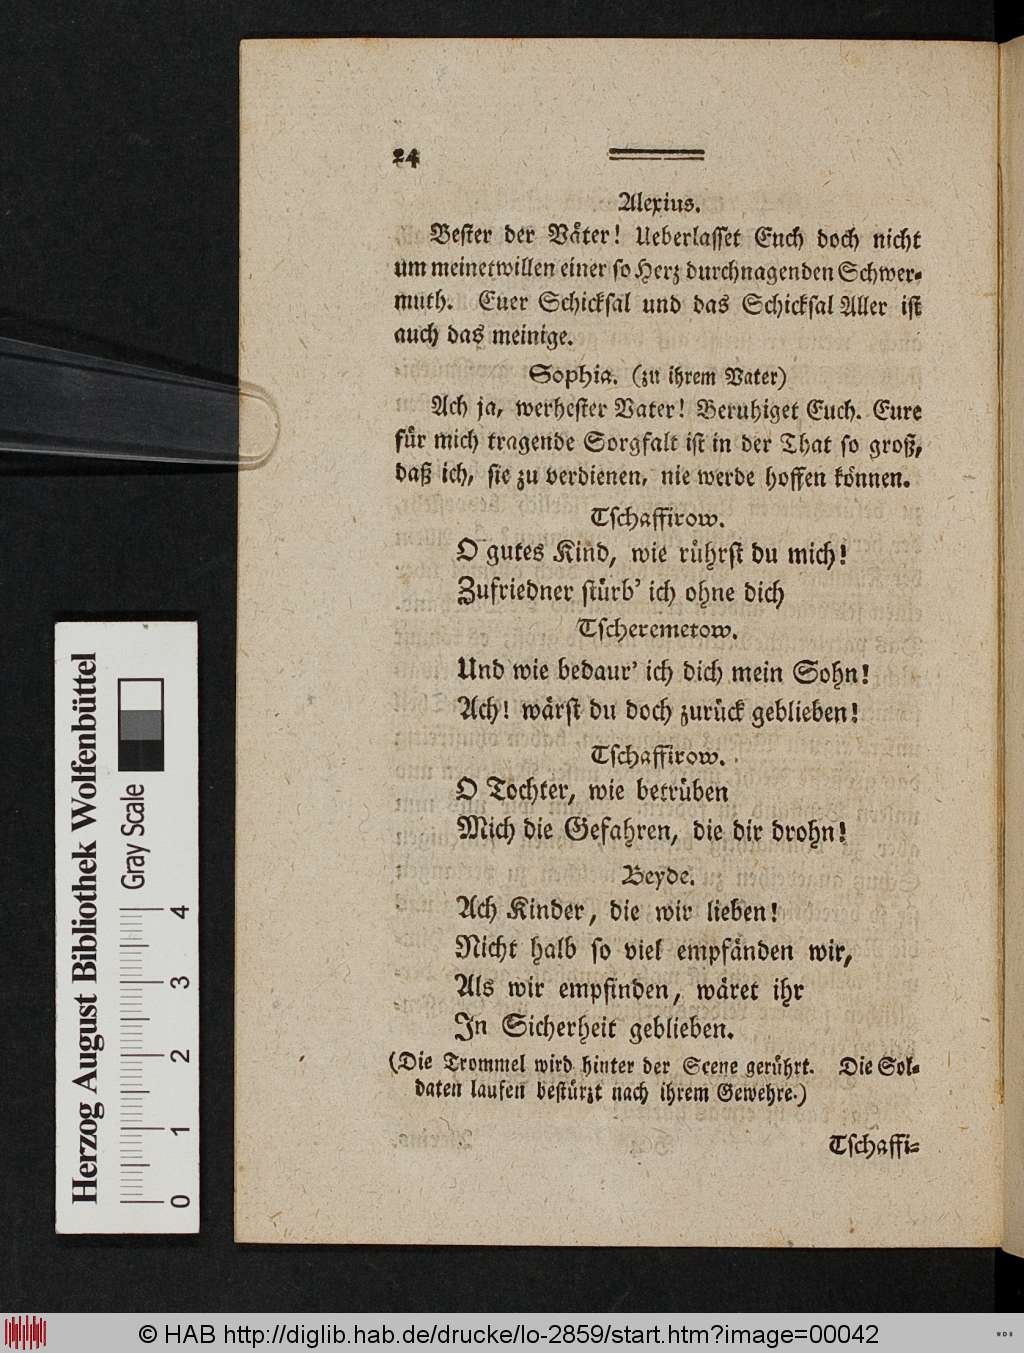 24
Alexius.
Bester der Väter! Ueberlasset Euch doch nicht
um meinetwillen einer so Herz durchnagenden Schwer-
muth. Euer Schicksal und das Schicksal Aller ist
auch das meinige.
Sophia. (zu ihrem Vater)
Ach ja, werhester Vater! Beruhiget Euch. Eure
für mich tragende Sorgfalt ist in der That so groß,
daß ich, sie zu verdienen, nie werde hoffen können.
Tschaffirow.
O gutes Kind, wie rührst du mich!
Zufriedner stürb' ich ohne dich
Tscheremetow.
Und wie bedaur' ich dich mein Sohn!
Ach! wärst du doch zurück geblieben!
Tschaffirow.
O Tochter, wie betrüben
Mich die Gefahren, die dir drohn!
Beyde.
Ach Kinder, die wir lieben!
Nicht halb so viel empfänden wir,
Als wir empfinden, wäret ihr
In Sicherheit geblieben.
(Die Trommel wird hinter der Scene gerührt. Die Sol-
daten laufen bestürzt nach ihrem Gewehre.)
Tschaffi-
Herzog August Bibliothek Wolfenbüttel
Gray Scale
0 1 2 3 4
© HAB http://diglib.hab.de/drucke/lo-2859/start.htm?image=00042